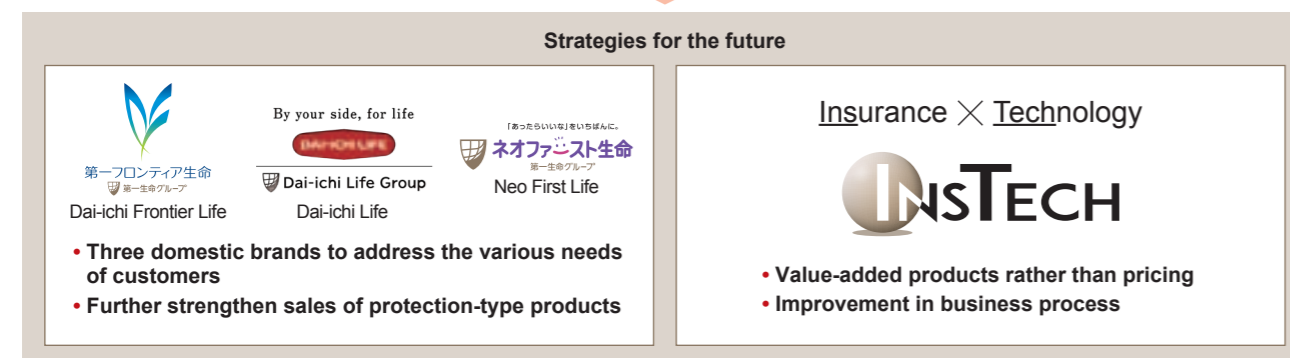 Strategies for the future
第一フロンティア生命
第一生命グループ
Dai-ichi Frontier Life
By your side, for life
DAI-ICHI LIFE
Dai-ichi Life Group
Dai-ichi Life
「あったらいいな」をいちばんに。
ネオファースト生命
第一生命グループ
Neo First Life
• Three domestic brands to address the various needs
of customers
• Further strengthen sales of protection-type products
Insurance × Technology
INSTECH
• Value-added products rather than pricing
• Improvement in business process